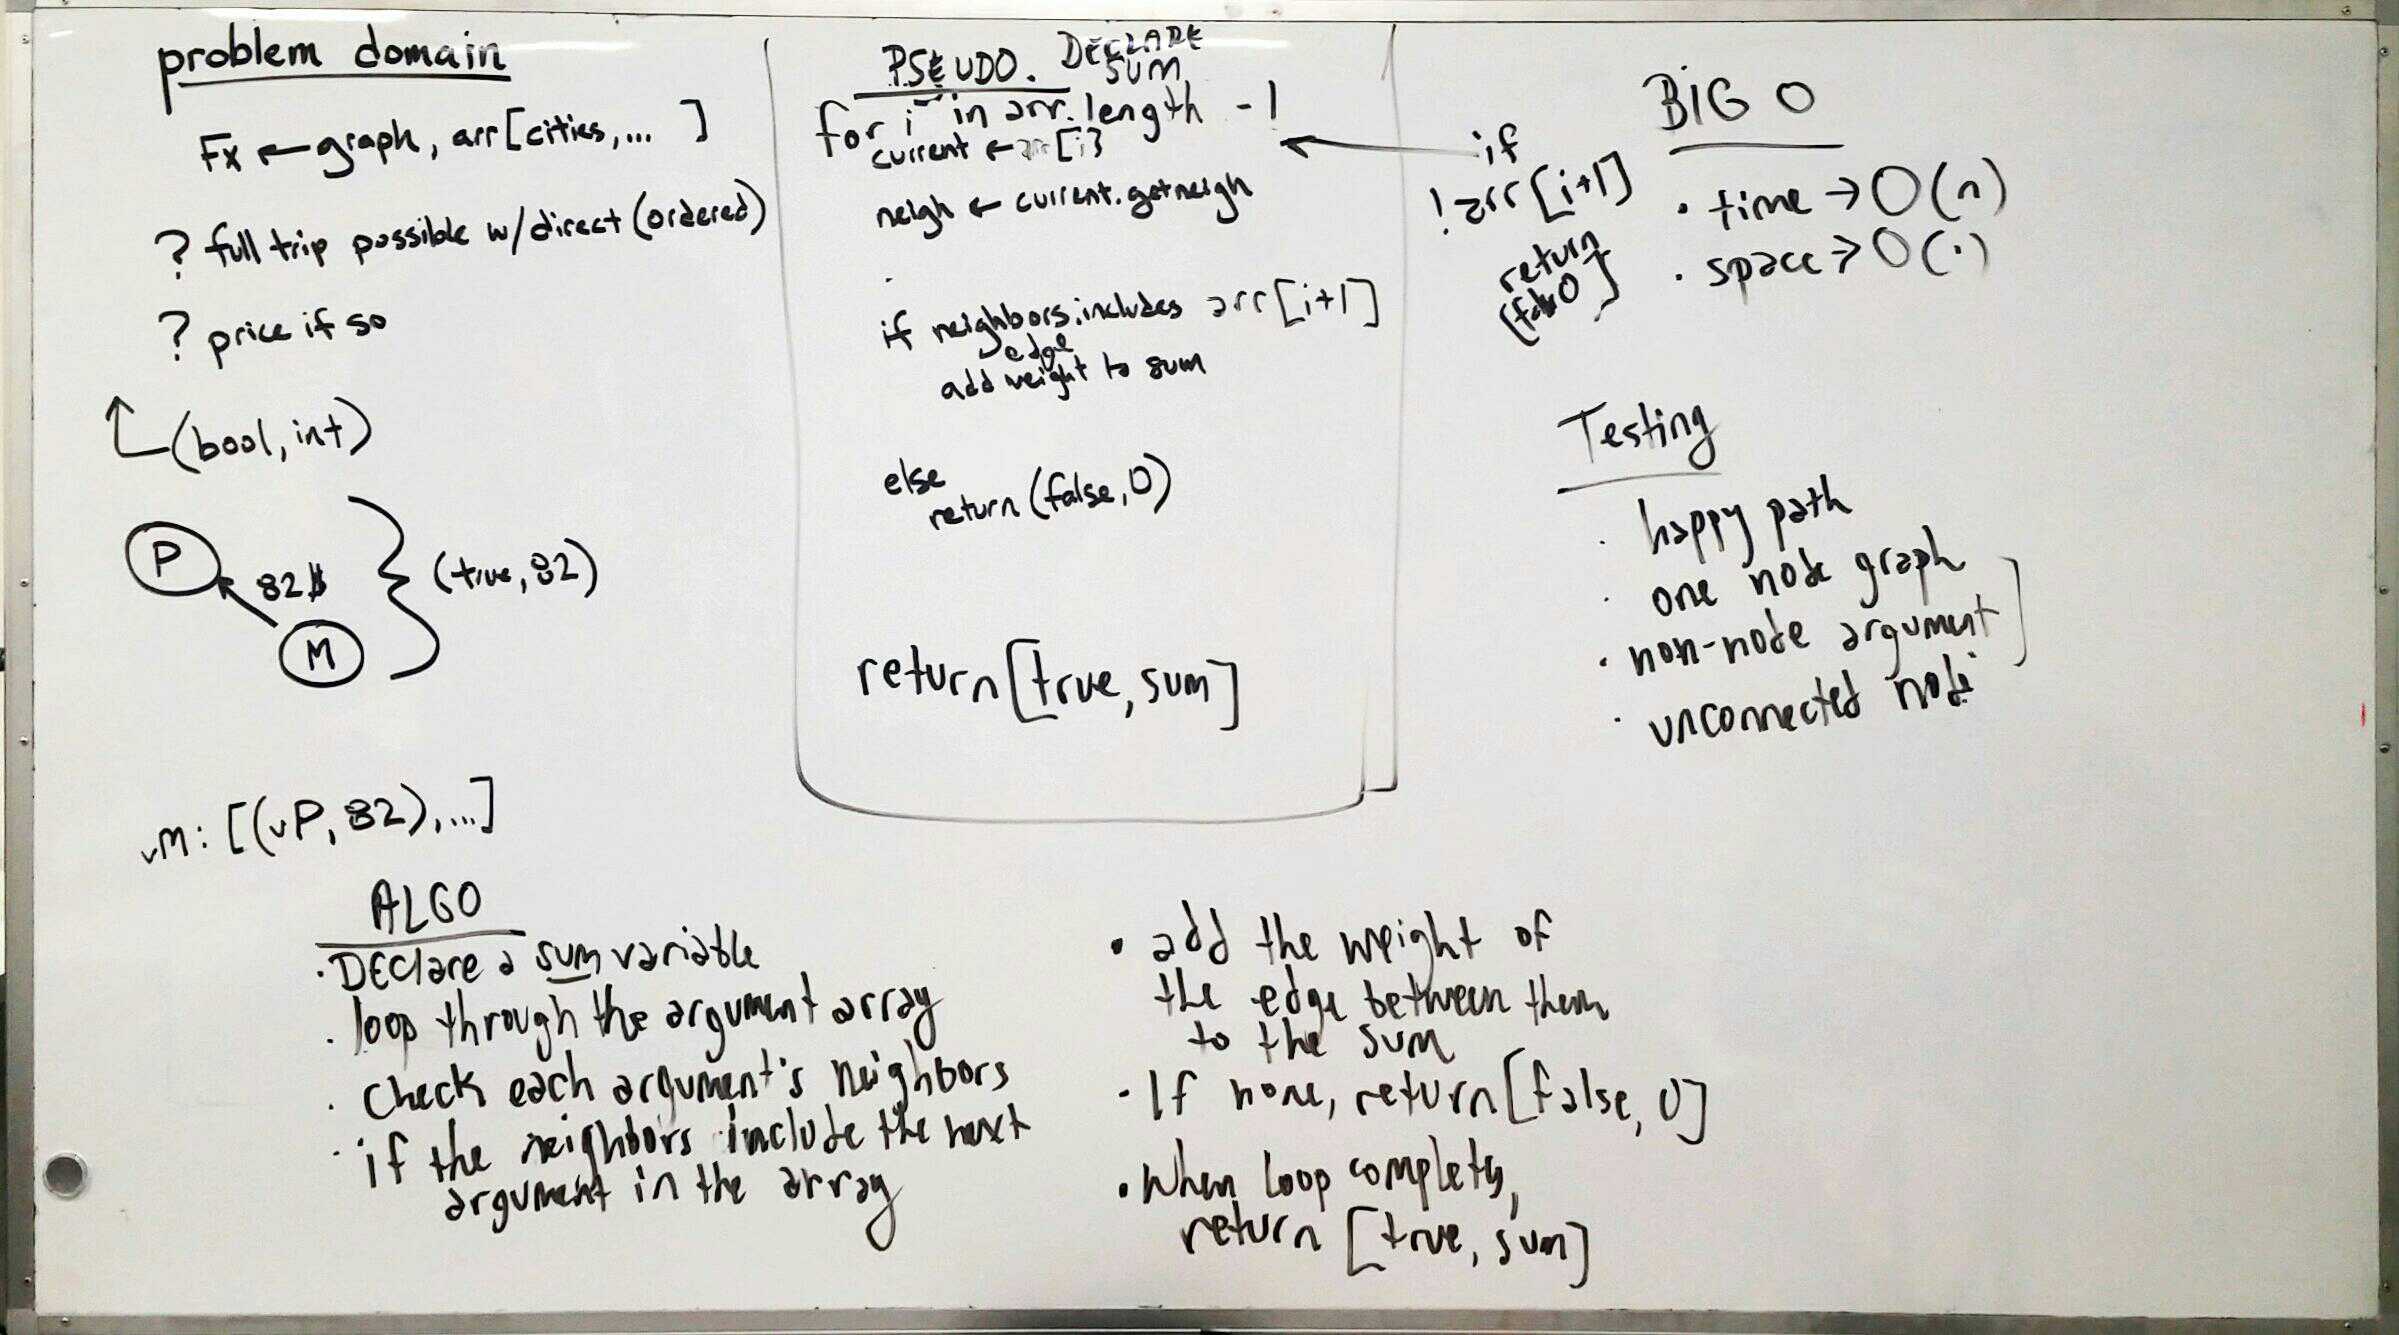 problem domain
Fx ← graph, arr[cities,... ]
? full trip possible w/direct (ordered)
? price if so
(bool, int)
P
82$
M
(true, 82)
vM: [(vP, 82),...]
PSEUDO. DECLARE
SUM
for i in arr.length -1
current ← arr[i]
neigh ← current.getneigh
if neighbors.includes arr[i+1]
edge
add weight to sum
else
return (false, 0)
return [true, sum]
if
!arr[i+1]
return
BIG O
· time → O(n)
· space → O(1)
Testing
· happy path
· one node graph
· non-node argument
· unconnected node
ALGO
· DEClare a sum variable
· loop through the argument array
· check each argument's neighbors
· if the neighbors include the next
argument in the array
· add the weight of
the edge between them
to the sum
· If none, return [false, 0]
· When loop completes,
return [true, sum]